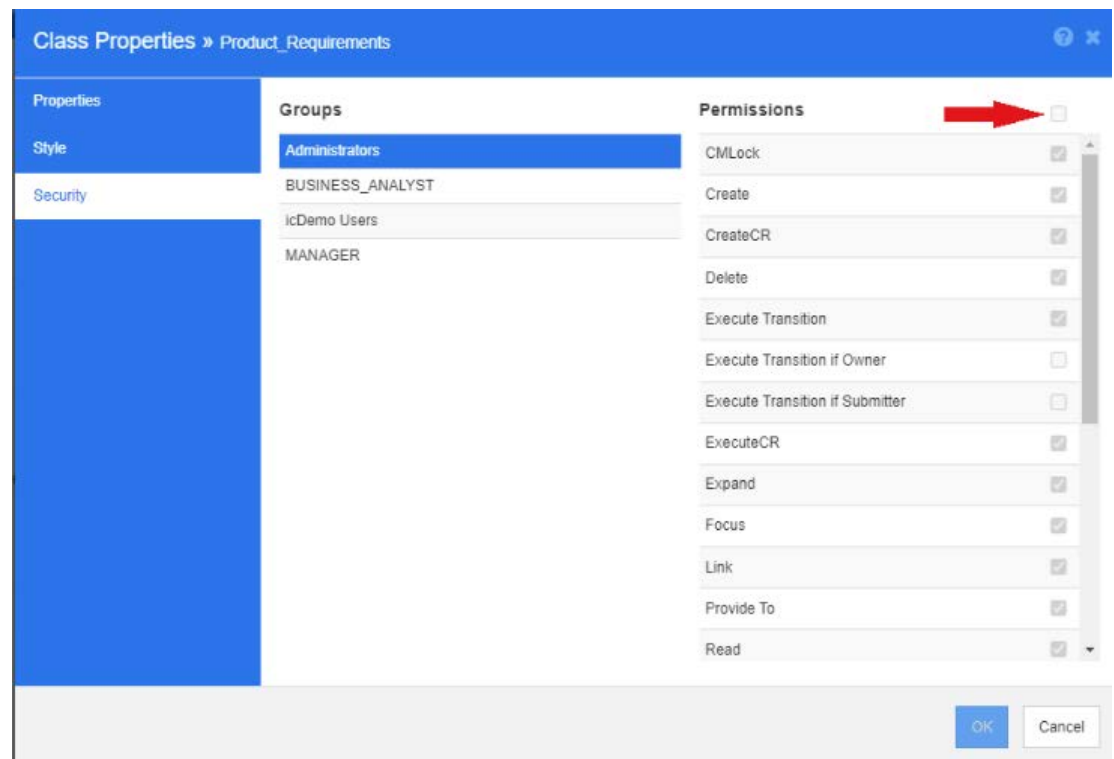 Class Properties » Product_Requirements
Properties
Style
Security
Groups
Administrators
BUSINESS_ANALYST
icDemo Users
MANAGER
Permissions
CMLock
Create
CreateCR
Delete
Execute Transition
Execute Transition if Owner
Execute Transition if Submitter
ExecuteCR
Expand
Focus
Link
Provide To
Read
OK
Cancel